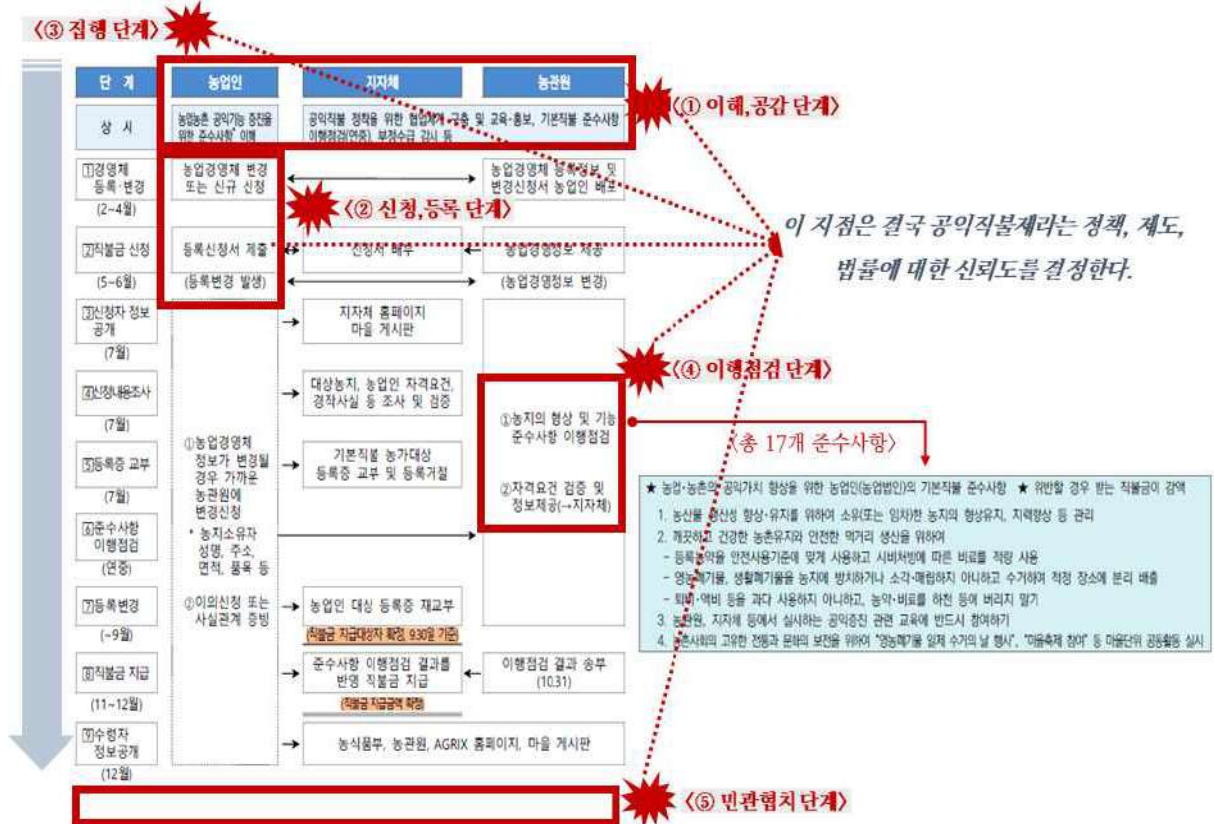 〈③ 집행 단계〉
단 계
농업인
지자체
농관원
〈① 이해,공감 단계〉
상 시
농업농촌 공익기능 증진을
위한 준수사항* 이해
공익직불 정착을 위한 협업체계 구축 및 교육·홍보, 기본직불 준수사항
이행점검(연중), 부정수급 감시 등
①경영체
등록·변경
(2~4월)
농업경영체 변경
또는 신규 신청
농업경영체 등록정보 및
변경신청서 농업인 배포
〈② 신청,등록 단계〉
②직불금 신청
(5~6월)
등록신청서 제출
(등록변경 발생)
신청서 배부
농업경영정보 제공
(농업경영정보 변경)
이 지점은 결국 공익직불제라는 정책, 제도,
법률에 대한 신뢰도를 결정한다.
③신청자 정보
공개
(7월)
지자체 홈페이지
마을 게시판
〈④ 이행점검 단계〉
④신청내용조사
(7월)
대상농지, 농업인 자격요건,
경작사실 등 조사 및 검증
①농지의 형상 및 기능
준수사항 이행점검
②자격요건 검증 및
정보제공(→지자체)
〈총 17개 준수사항〉
①농업경영체
정보가 변경될
경우 가까운
농관원에
변경신청
* 농지소유자
성명, 주소,
면적, 품목 등
②이의신청 또는
사실관계 증빙
⑤등록증 교부
(7월)
기본직불 농가대상
등록증 교부 및 등록거절
★ 농업·농촌의 공익가치 향상을 위한 농업인(농업법인)의 기본직불 준수사항 ★ 위반할 경우 받는 직불금이 감액
1. 농산물 생산성 향상·유지를 위하여 소유(또는 임차)한 농지의 형상유지, 지력향상 등 관리
2. 깨끗하고 건강한 농촌유지와 안전한 먹거리 생산을 위하여
- 등록농약을 안전사용기준에 맞게 사용하고 시비처방에 따른 비료를 적량 사용
- 영농폐기물, 생활폐기물을 농지에 방치하거나 소각·매립하지 아니하고 수거하여 적정 장소에 분리 배출
- 퇴비·액비 등을 과다 사용하지 아니하고, 농약·비료를 하천 등에 버리지 말기
3. 농관원, 지자체 등에서 실시하는 공익증진 관련 교육에 반드시 참여하기
4. 농촌사회의 고유한 전통과 문화의 보전을 위하여 "영농폐기물 일제 수거의 날 행사", "마을축제 참여" 등 마을단위 공동활동 실시
⑥준수사항
이행점검
(연중)
⑦등록변경
(~9월)
농업인 대상 등록증 재교부
(직불금 지급대상자 확정, 9.30일 기준)
⑧직불금 지급
(11~12월)
준수사항 이행점검 결과를
반영 직불금 지급
(직불금 지급금액 확정)
이행점검 결과 송부
(10.31)
⑨수령자
정보공개
(12월)
농식품부, 농관원, AGRIX 홈페이지, 마을 게시판
〈⑤ 민관협치 단계〉